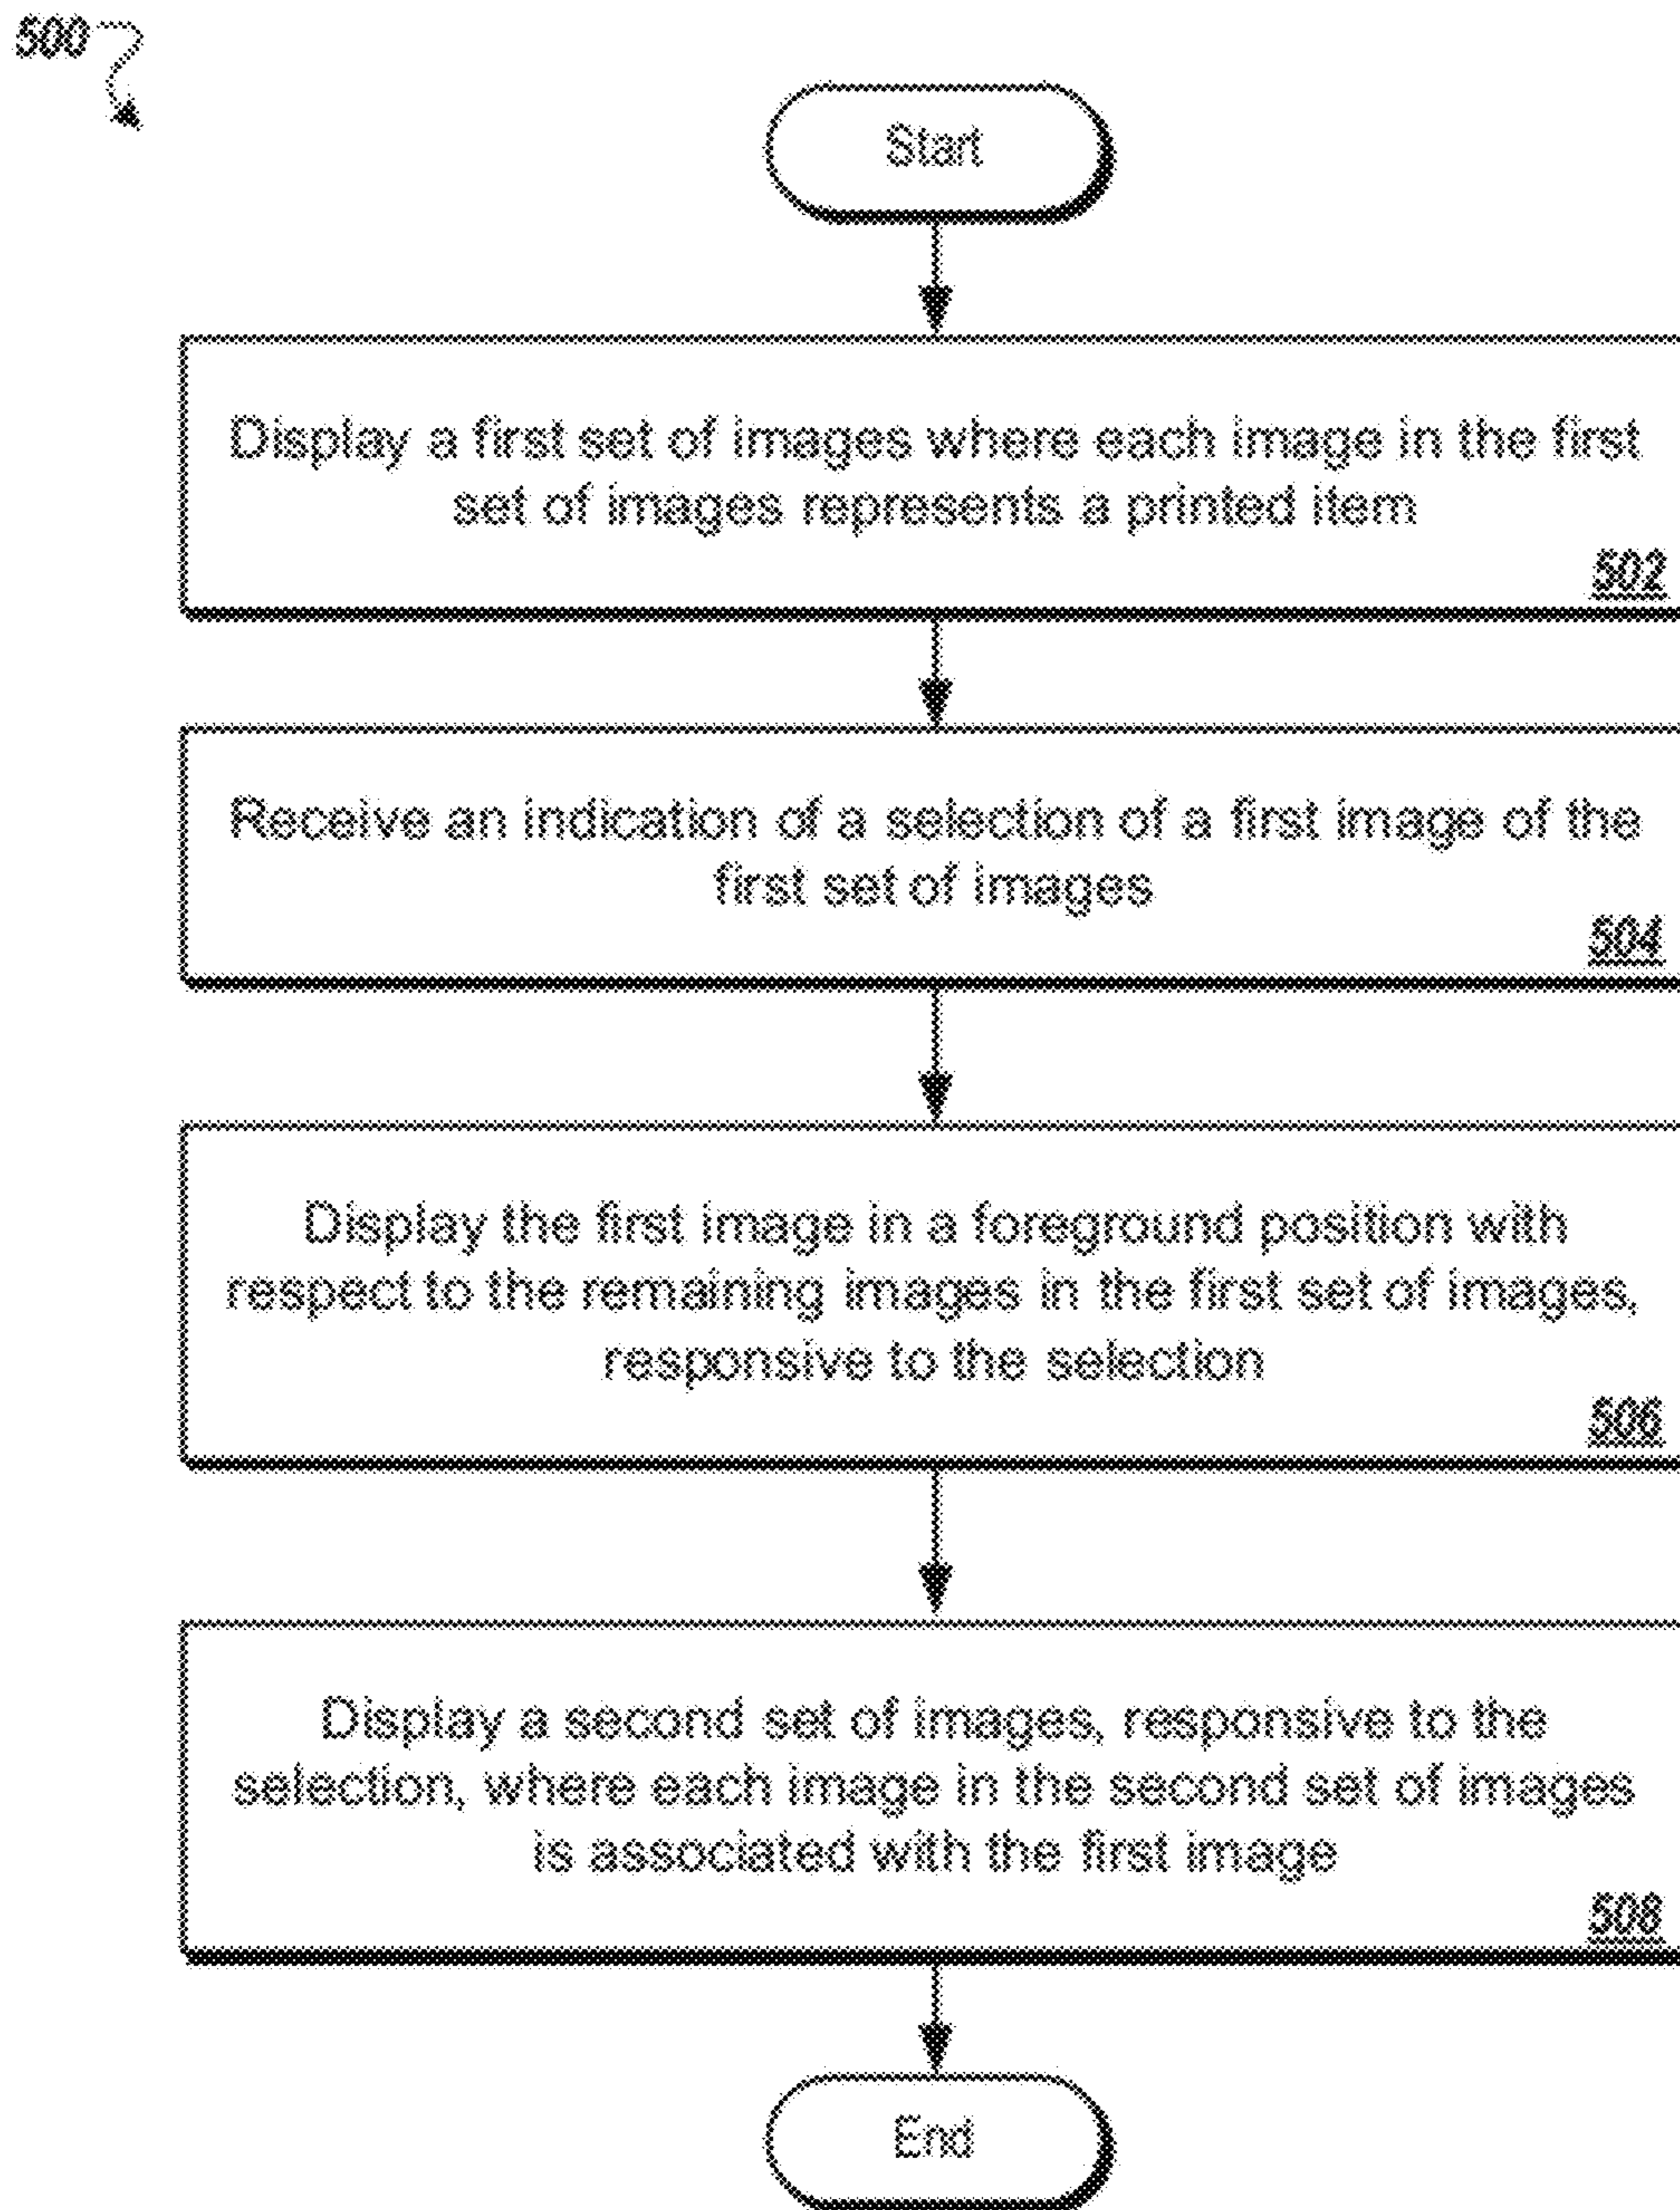 500
Start
Display a first set of images where each image in the first
set of images represents a printed item
502
Receive an indication of a selection of a first image of the
first set of images
504
Display the first image in a foreground position with
respect to the remaining images in the first set of images,
responsive to the selection
506
Display a second set of images, responsive to the
selection, where each image in the second set of images
is associated with the first image
508
End